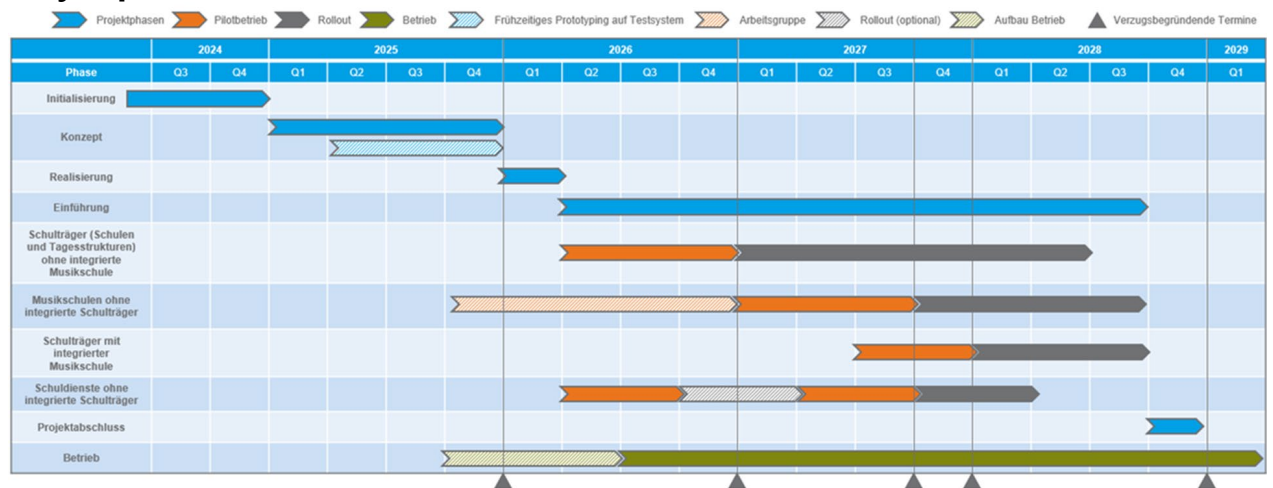 Projektphasen Pilotbetrieb Rollout Betrieb Frühzeitiges Prototyping auf Testsystem Arbeitsgruppe Rollout (optional) Aufbau Betrieb Verzugsbegründende Termine
2024 2025 2026 2027 2028 2029
Phase Q3 Q4 Q1 Q2 Q3 Q4 Q1 Q2 Q3 Q4 Q1 Q2 Q3 Q4 Q1 Q2 Q3 Q4 Q1
Initialisierung
Konzept
Realisierung
Einführung
Schulträger (Schulen
und Tagesstrukturen)
ohne integrierte
Musikschule
Musikschulen ohne
integrierte Schulträger
Schulträger mit
integrierter
Musikschule
Schuldienste ohne
integrierte Schulträger
Projektabschluss
Betrieb